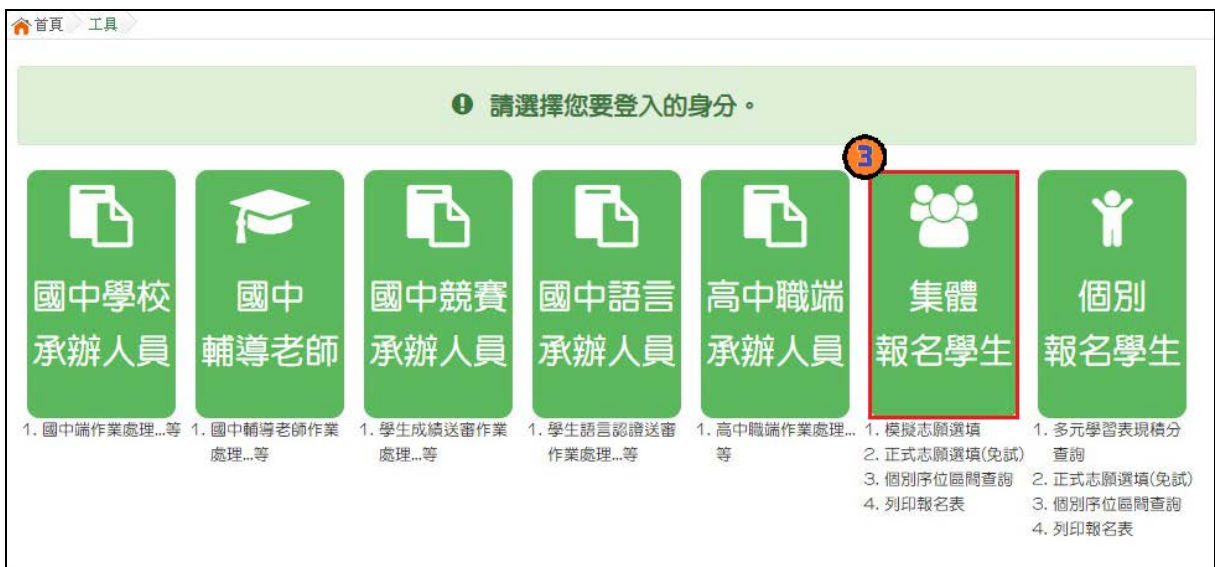 首頁 工具
請選擇您要登入的身分。
3
國中學校
承辦人員
1. 國中端作業處理...等
國中
輔導老師
1. 國中輔導老師作業
處理...等
國中競賽
承辦人員
1. 學生成績送審作業
處理...等
國中語言
承辦人員
1. 學生語言認證送審
作業處理...等
高中職端
承辦人員
1. 高中職端作業處理...
等
集體
報名學生
1. 模擬志願選填
2. 正式志願選填(免試)
3. 個別序位區間查詢
4. 列印報名表
個別
報名學生
1. 多元學習表現積分
查詢
2. 正式志願選填(免試)
3. 個別序位區間查詢
4. 列印報名表